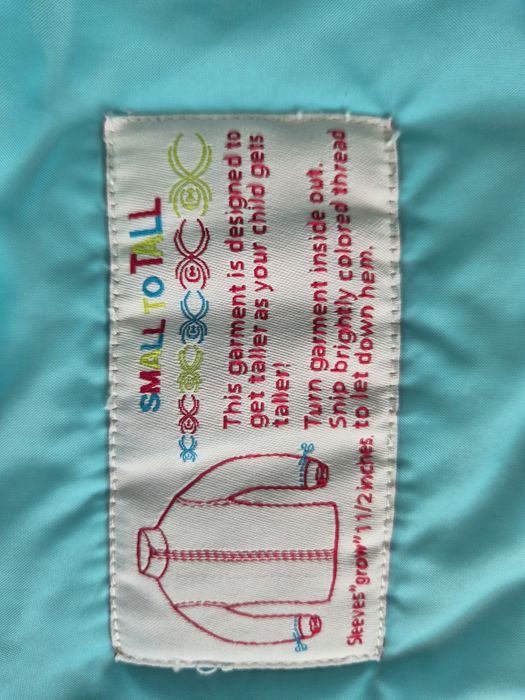 SMALL TO TALL
This garment is designed to
get taller as your child gets
taller!
Turn garment inside out.
Snip brightly colored thread
to let down hem.
Sleeves "grow" 1 1/2 inches.